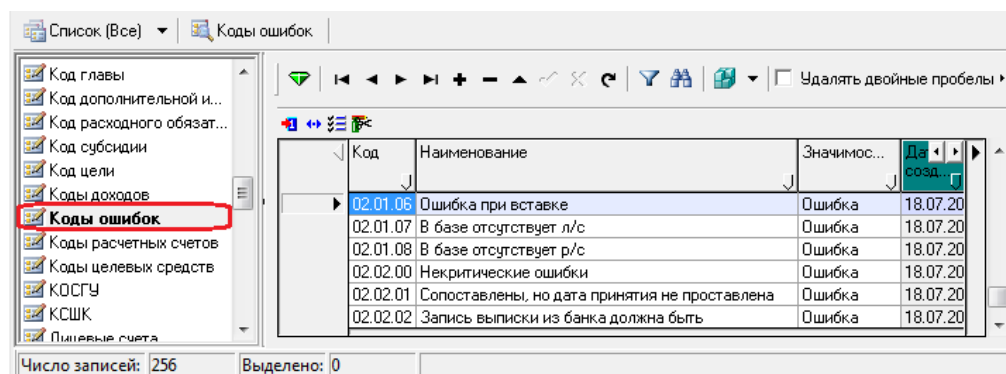 Список (Все) Коды ошибок
Код главы
Код дополнительной и...
Код расходного обязат...
Код субсидии
Код цели
Коды доходов
Коды ошибок
Коды расчетных счетов
Коды целевых средств
КОСГУ
КСШК
Лицевые счета
Удалять двойные пробелы
Код Наименование Значимос... Дат созд...
02.01.06 Ошибка при вставке Ошибка 18.07.20
02.01.07 В базе отсутствует л/с Ошибка 18.07.20
02.01.08 В базе отсутствует р/с Ошибка 18.07.20
02.02.00 Некритические ошибки Ошибка 18.07.20
02.02.01 Сопоставлены, но дата принятия не проставлена Ошибка 18.07.20
02.02.02 Запись выписки из банка должна быть Ошибка 18.07.20
Число записей: 256 Выделено: 0